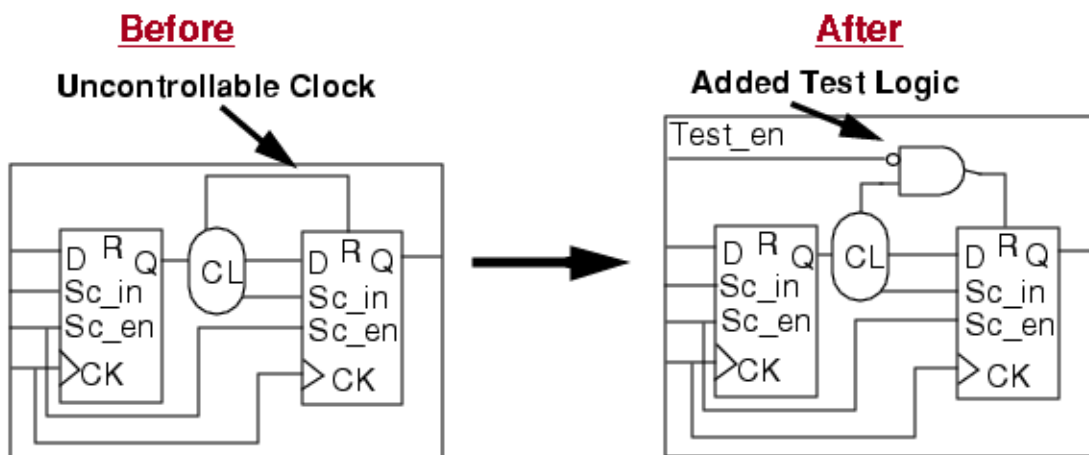 Before
Uncontrollable Clock
D R Q
Sc_in
Sc_en
CK
CL
D R Q
Sc_in
Sc_en
CK
After
Added Test Logic
Test_en
D R Q
Sc_in
Sc_en
CK
CL
D R Q
Sc_in
Sc_en
CK